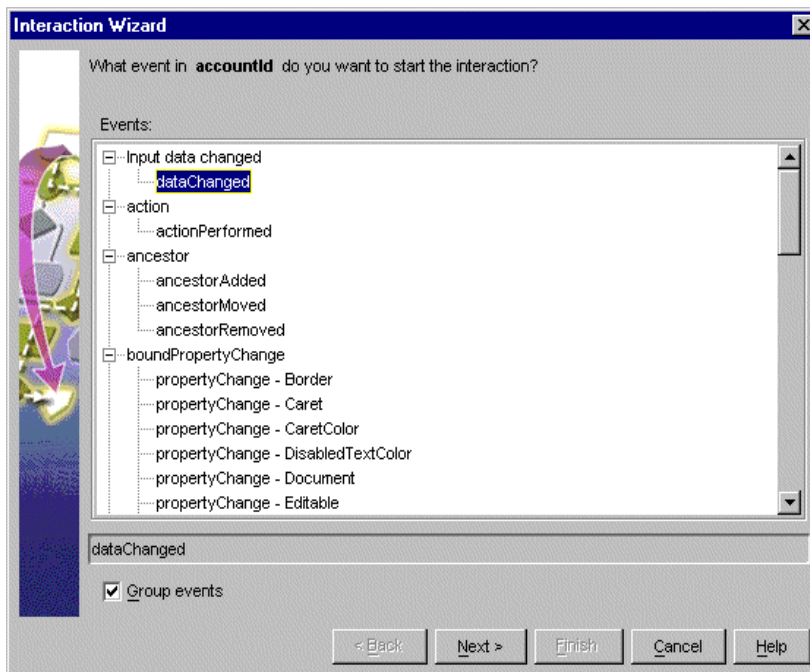 Interaction Wizard
What event in accountId do you want to start the interaction?
Events:
Input data changed
dataChanged
action
actionPerformed
ancestor
ancestorAdded
ancestorMoved
ancestorRemoved
boundPropertyChange
propertyChange - Border
propertyChange - Caret
propertyChange - CaretColor
propertyChange - DisabledTextColor
propertyChange - Document
propertyChange - Editable
dataChanged
Group events
< Back Next > Finish Cancel Help